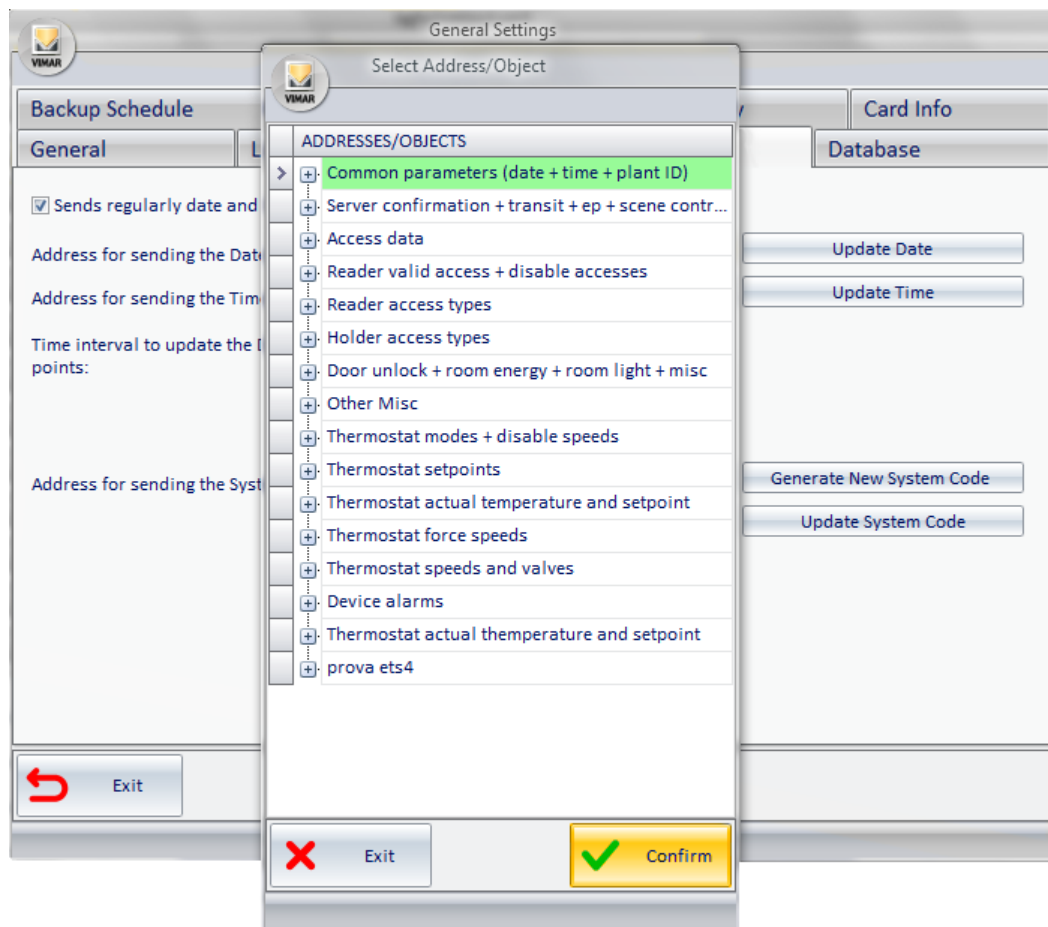 General Settings
VIMAR
Select Address/Object
VIMAR
Backup Schedule
Card Info
General
Database
ADDRESSES/OBJECTS
Common parameters (date + time + plant ID)
Sends regularly date and
Server confirmation + transit + ep + scene contr...
Address for sending the
Access data
Update Date
Reader valid access + disable accesses
Address for sending the
Reader access types
Update Time
Time interval to update the
points:
Holder access types
Door unlock + room energy + room light + misc
Other Misc
Thermostat modes + disable speeds
Thermostat setpoints
Address for sending the
Generate New System Code
Thermostat actual temperature and setpoint
Update System Code
Thermostat force speeds
Thermostat speeds and valves
Device alarms
Thermostat actual themperature and setpoint
prova ets4
Exit
Exit
Confirm